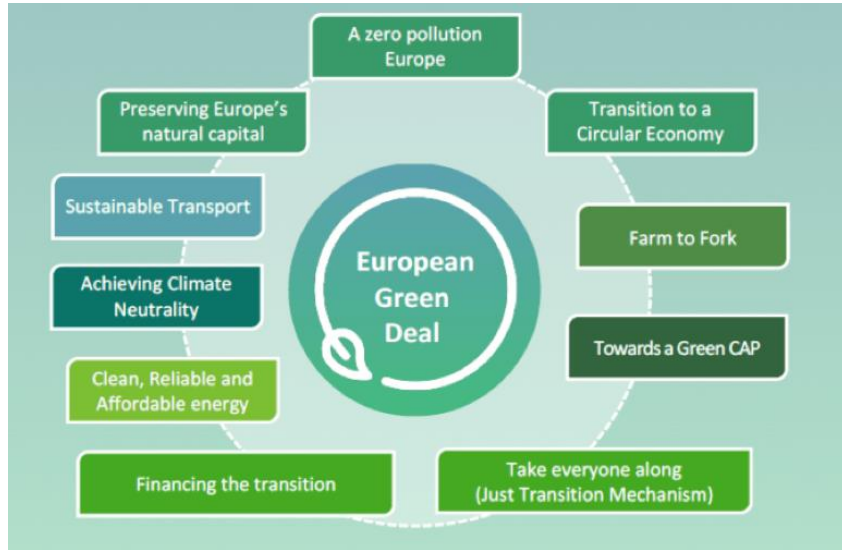 A zero pollution
Europe
Preserving Europe's
natural capital
Transition to a
Circular Economy
Sustainable Transport
Farm to Fork
European
Green
Deal
Achieving Climate
Neutrality
Towards a Green CAP
Clean, Reliable and
Affordable energy
Financing the transition
Take everyone along
(Just Transition Mechanism)